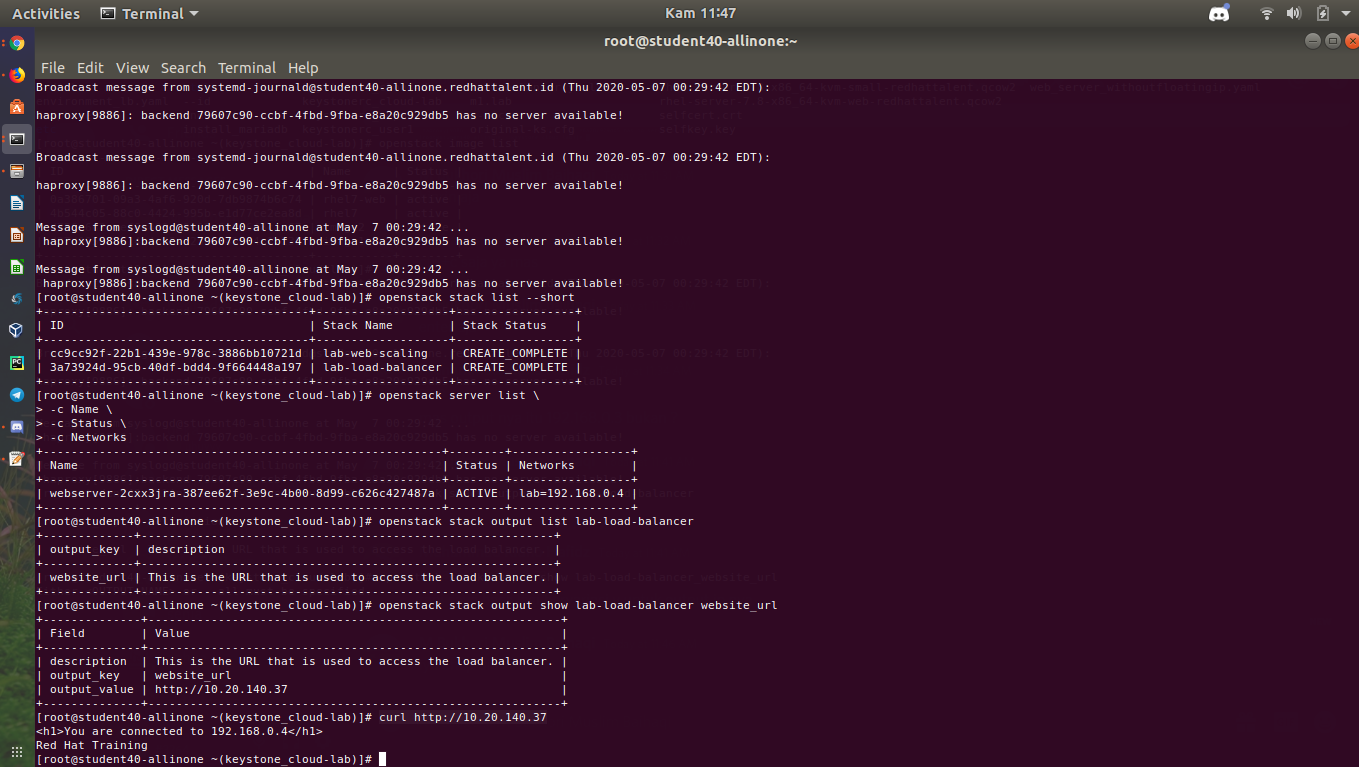 Activities Terminal Kam 11:47
root@student40-allinone:~
File Edit View Search Terminal Help
Broadcast message from systemd-journald@student40-allinone.redhattalent.id (Thu 2020-05-07 00:29:42 EDT):
haproxy[9886]: backend 79607c90-ccbf-4fbd-9fba-e8a20c929db5 has no server available!
Broadcast message from systemd-journald@student40-allinone.redhattalent.id (Thu 2020-05-07 00:29:42 EDT):
haproxy[9886]: backend 79607c90-ccbf-4fbd-9fba-e8a20c929db5 has no server available!
Message from syslogd@student40-allinone at May  7 00:29:42 ...
 haproxy[9886]:backend 79607c90-ccbf-4fbd-9fba-e8a20c929db5 has no server available!
Message from syslogd@student40-allinone at May  7 00:29:42 ...
 haproxy[9886]:backend 79607c90-ccbf-4fbd-9fba-e8a20c929db5 has no server available!
[root@student40-allinone ~(keystone_cloud-lab)]# openstack stack list --short
+--------------------------------------+-------------------+-----------------+
| ID                                   | Stack Name        | Stack Status    |
+--------------------------------------+-------------------+-----------------+
| cc9cc92f-22b1-439e-978c-3886bb10721d | lab-web-scaling   | CREATE_COMPLETE |
| 3a73924d-95cb-40df-bdd4-9f664448a197 | lab-load-balancer | CREATE_COMPLETE |
+--------------------------------------+-------------------+-----------------+
[root@student40-allinone ~(keystone_cloud-lab)]# openstack server list \
> -c Name \
> -c Status \
> -c Networks
+---------------------------------------------------------+--------+-----------------+
| Name                                                    | Status | Networks        |
+---------------------------------------------------------+--------+-----------------+
| webserver-2cxx3jra-387ee62f-3e9c-4b00-8d99-c626c427487a | ACTIVE | lab=192.168.0.4 |
+---------------------------------------------------------+--------+-----------------+
[root@student40-allinone ~(keystone_cloud-lab)]# openstack stack output list lab-load-balancer
+-------------+-----------------------------------------------------------+
| output_key  | description                                               |
+-------------+-----------------------------------------------------------+
| website_url | This is the URL that is used to access the load balancer. |
+-------------+-----------------------------------------------------------+
[root@student40-allinone ~(keystone_cloud-lab)]# openstack stack output show lab-load-balancer website_url
+--------------+-----------------------------------------------------------+
| Field        | Value                                                     |
+--------------+-----------------------------------------------------------+
| description  | This is the URL that is used to access the load balancer. |
| output_key   | website_url                                               |
| output_value | http://10.20.140.37                                       |
+--------------+-----------------------------------------------------------+
[root@student40-allinone ~(keystone_cloud-lab)]# curl http://10.20.140.37
<h1>You are connected to 192.168.0.4</h1>
Red Hat Training
[root@student40-allinone ~(keystone_cloud-lab)]#